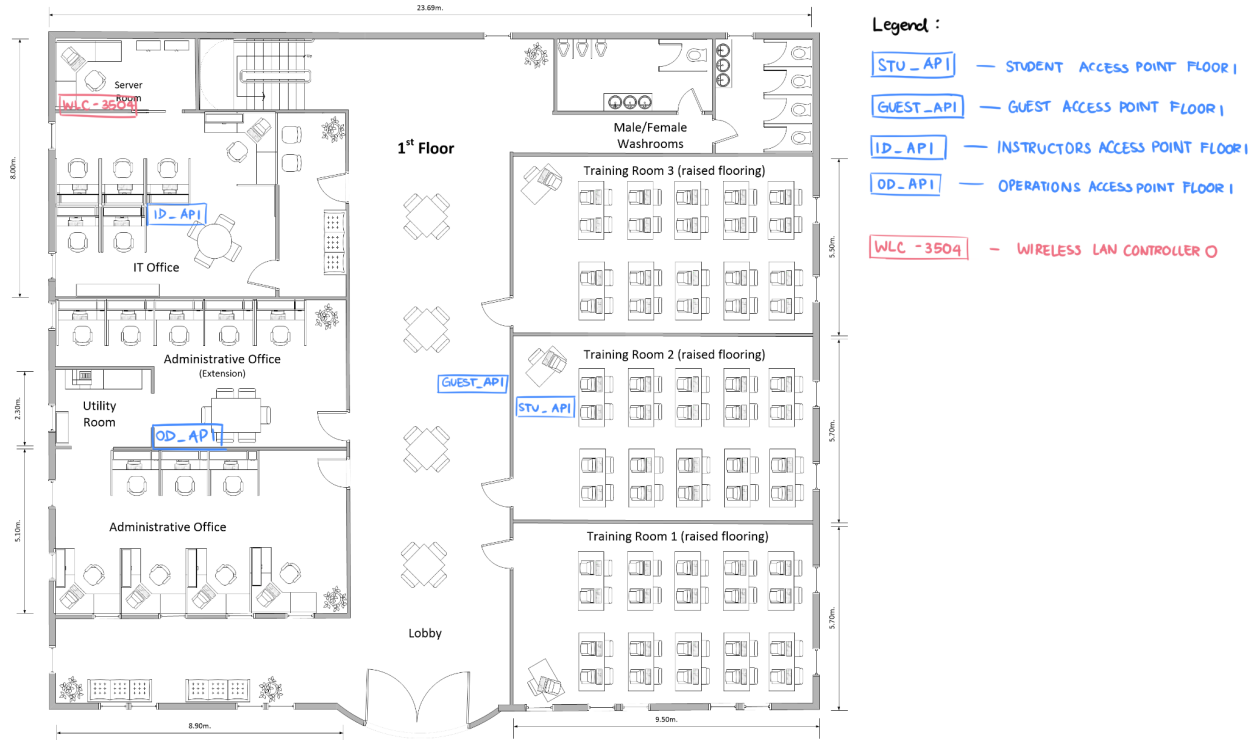 23.69m.
Legend :
STU_AP1 — STUDENT ACCESS POINT FLOOR 1
GUEST_AP1 — GUEST ACCESS POINT FLOOR 1
ID_AP1 — INSTRUCTORS ACCESS POINT FLOOR 1
OD_AP1 — OPERATIONS ACCESS POINT FLOOR 1
WLC -3504 — WIRELESS LAN CONTROLLER 0
Server
Room
WLC -3504
8.00m.
1st Floor
Male/Female
Washrooms
Training Room 3 (raised flooring)
5.50m.
ID_AP1
IT Office
Administrative Office
(Extension)
Training Room 2 (raised flooring)
GUEST_AP1
STU_AP1
5.70m.
Utility
Room
2.30m.
OD_AP1
Administrative Office
5.10m.
Training Room 1 (raised flooring)
5.70m.
Lobby
8.90m.
9.50m.